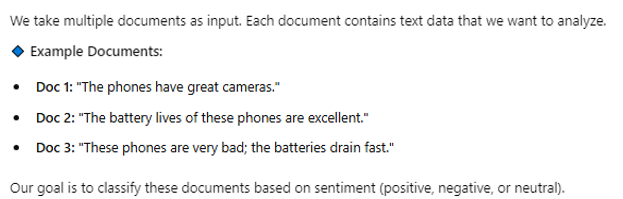 We take multiple documents as input. Each document contains text data that we want to analyze.
🔷 Example Documents:
• Doc 1: "The phones have great cameras."
• Doc 2: "The battery lives of these phones are excellent."
• Doc 3: "These phones are very bad; the batteries drain fast."
Our goal is to classify these documents based on sentiment (positive, negative, or neutral).